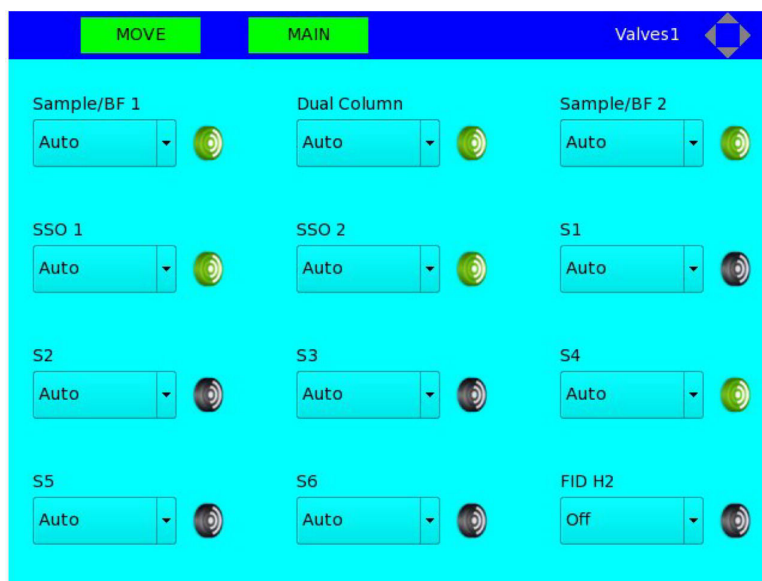 MOVE MAIN Valves1
Sample/BF 1 Dual Column Sample/BF 2
Auto Auto Auto
SSO 1 SSO 2 S1
Auto Auto Auto
S2 S3 S4
Auto Auto Auto
S5 S6 FID H2
Auto Auto Off